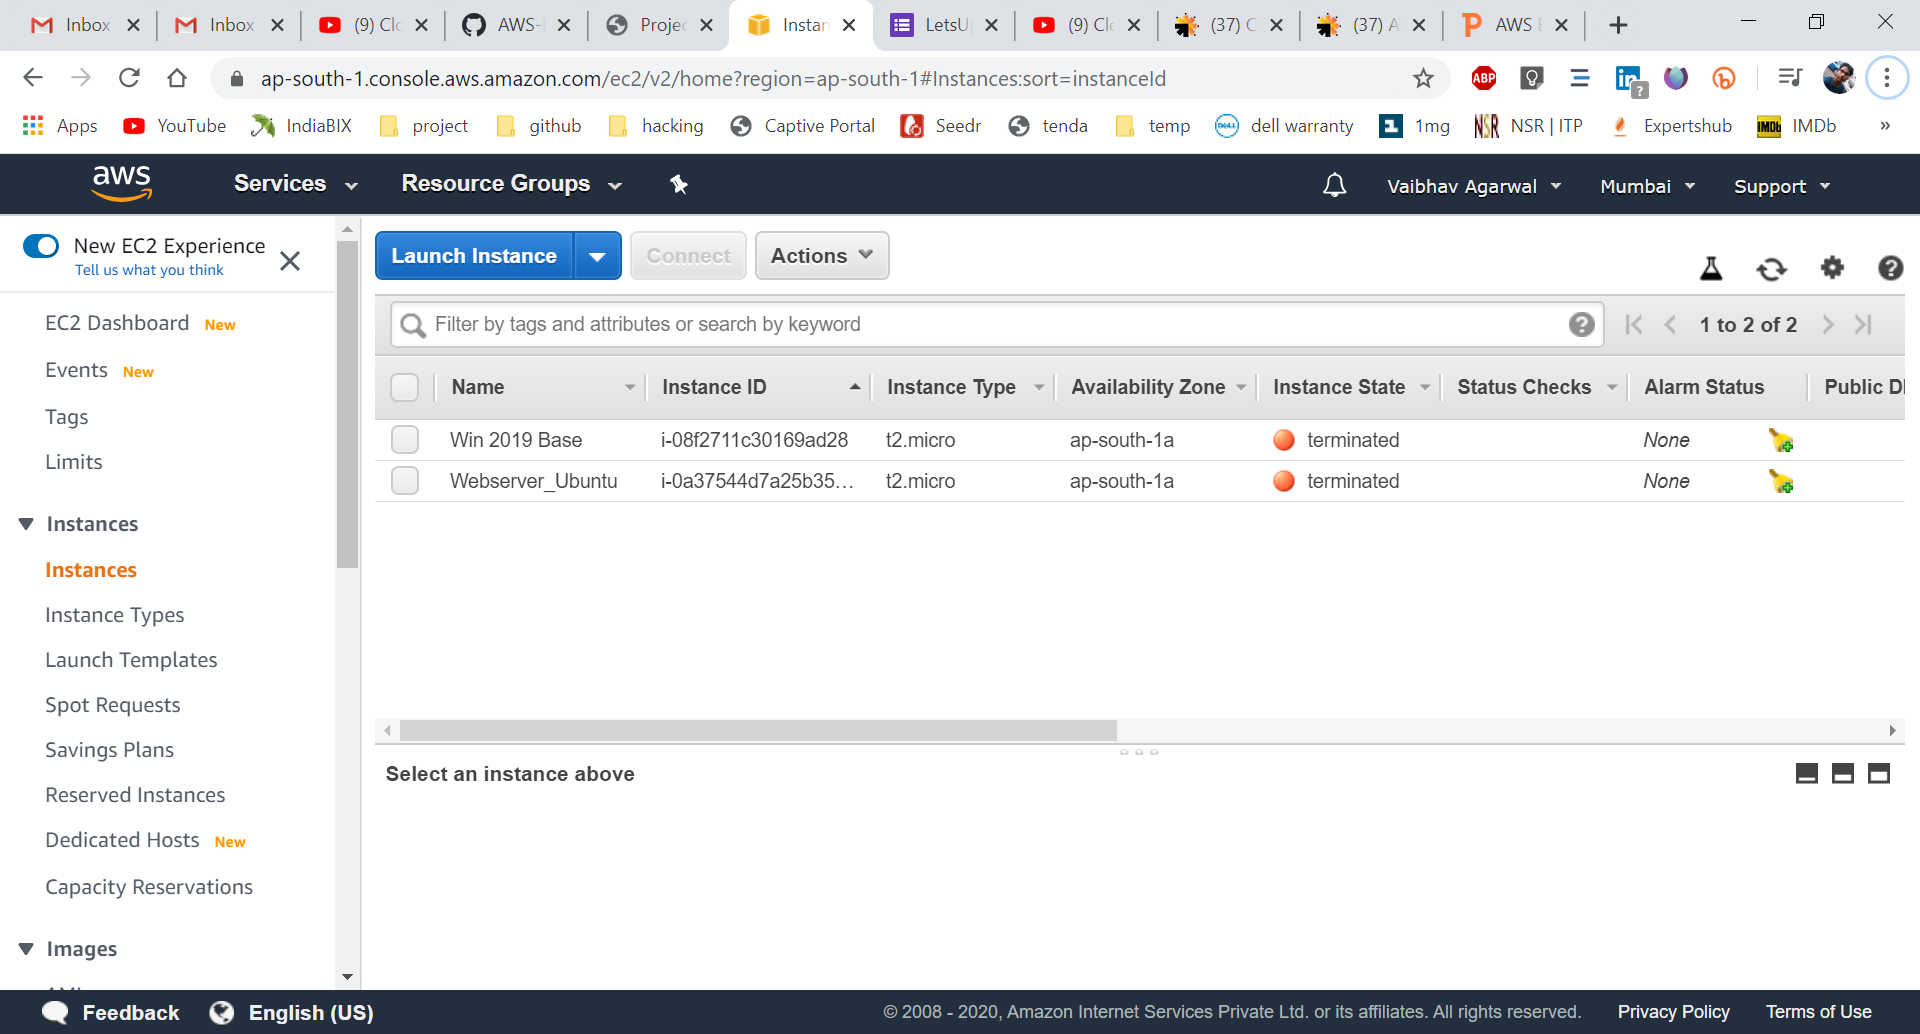 Inbox
Inbox
(9) Clo
AWS-
Projec
Instan
LetsU
(9) Clo
(37) C
(37) A
AWS
ap-south-1.console.aws.amazon.com/ec2/v2/home?region=ap-south-1#Instances:sort=instanceId
ABP
Apps YouTube IndiaBIX project github hacking Captive Portal Seedr tenda temp dell warranty 1mg NSR | ITP Expertshub IMDb »
aws Services Resource Groups Vaibhav Agarwal Mumbai Support
New EC2 Experience
Tell us what you think
EC2 Dashboard New
Events New
Tags
Limits
Instances
Instances
Instance Types
Launch Templates
Spot Requests
Savings Plans
Reserved Instances
Dedicated Hosts New
Capacity Reservations
Images
Launch Instance Connect Actions
Filter by tags and attributes or search by keyword
1 to 2 of 2
Name Instance ID Instance Type Availability Zone Instance State Status Checks Alarm Status Public D
Win 2019 Base i-08f2711c30169ad28 t2.micro ap-south-1a terminated None
Webserver_Ubuntu i-0a37544d7a25b35... t2.micro ap-south-1a terminated None
Select an instance above
Feedback English (US) © 2008 - 2020, Amazon Internet Services Private Ltd. or its affiliates. All rights reserved. Privacy Policy Terms of Use